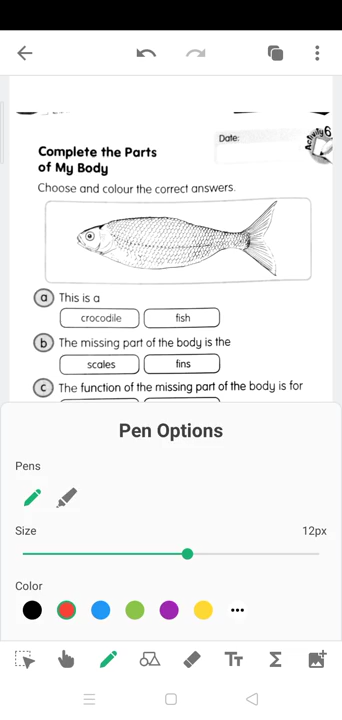 Date:
Activity 6
Complete the Parts
of My Body
Choose and colour the correct answers.
a This is a
crocodile fish
b The missing part of the body is the
scales fins
c The function of the missing part of the body is for
Pen Options
Pens
Size 12px
Color
Tт Σ